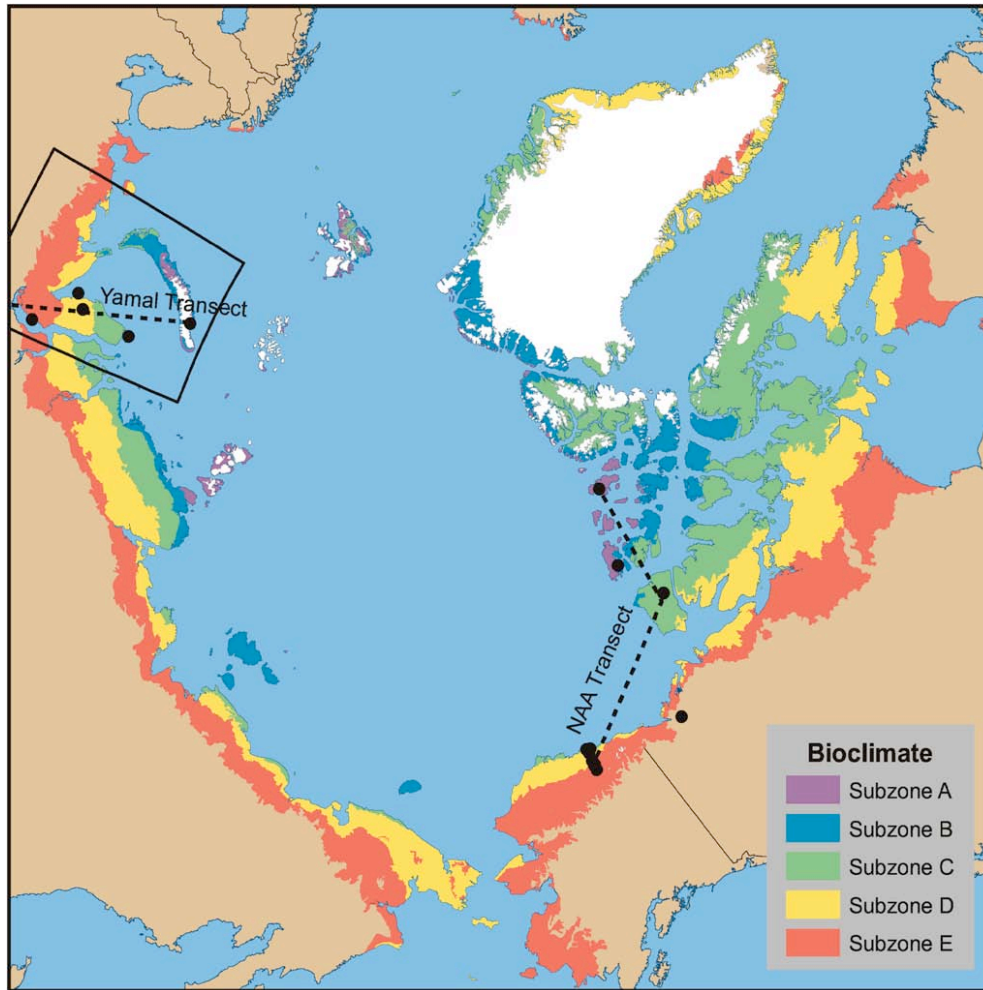 Yamal Transect
NAA Transect
Bioclimate
Subzone A
Subzone B
Subzone C
Subzone D
Subzone E